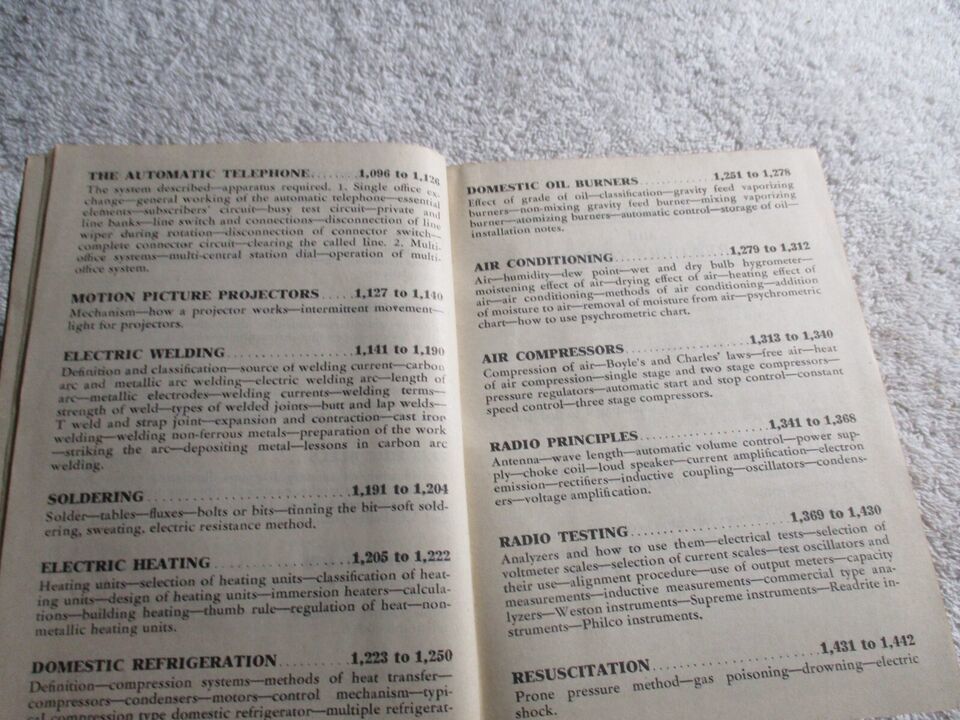 THE AUTOMATIC TELEPHONE.......1,096 to 1,126
The system described—apparatus required. 1. Single office ex-
change—general working of the automatic telephone—essential
elements—subscribers' circuit—busy test circuit—private and
line banks—line switch and connections—disconnection of line
wiper during rotation—disconnection of connector switch—
complete connector circuit—clearing the called line. 2. Multi-
office systems—multi-central station dial—operation of multi-
office system.
MOTION PICTURE PROJECTORS.....1,127 to 1,140
Mechanism—how a projector works—intermittent movement—
light for projectors.
ELECTRIC WELDING................1,141 to 1,190
Definition and classification—source of welding current—carbon
arc and metallic arc welding—electric welding arc—length of
arc—metallic electrodes—welding currents—welding terms—
strength of weld—types of welded joints—butt and lap welds—
T weld and strap joint—expansion and contraction—cast iron
welding—welding non-ferrous metals—preparation of the work
—striking the arc—depositing metal—lessons in carbon arc
welding.
SOLDERING.........................1,191 to 1,204
Solder—tables—fluxes—bolts or bits—tinning the bit—soft sold-
ering, sweating, electric resistance method.
ELECTRIC HEATING.................1,205 to 1,222
Heating units—selection of heating units—classification of heat-
ing units—design of heating units—immersion heaters—calcula-
tions—building heating—thumb rule—regulation of heat—non-
metallic heating units.
DOMESTIC REFRIGERATION.........1,223 to 1,250
Definition—compression systems—methods of heat transfer—
compressors—condensers—motors—control mechanism—typi-
cal compression type domestic refrigerator—multiple refrigerat-
DOMESTIC OIL BURNERS............1,251 to 1,278
Effect of grade of oil—classification—gravity feed vaporizing
burners—non-mixing gravity feed burner—mixing vaporizing
burner—atomizing burners—automatic control—storage of oil—
installation notes.
AIR CONDITIONING.................1,279 to 1,312
Air—humidity—dew point—wet and dry bulb hygrometer—
moistening effect of air—drying effect of air—heating effect of
air—air conditioning—methods of air conditioning—addition
of moisture to air—removal of moisture from air—psychrometric
chart—how to use psychrometric chart.
AIR COMPRESSORS..................1,313 to 1,340
Compression of air—Boyle's and Charles' laws—free air—heat
of air compression—single stage and two stage compressors—
pressure regulators—automatic start and stop control—constant
speed control—three stage compressors.
RADIO PRINCIPLES..................1,341 to 1,368
Antenna—wave length—automatic volume control—power sup-
ply—choke coil—loud speaker—current amplification—electron
emission—rectifiers—inductive coupling—oscillators—condens-
ers—voltage amplification.
RADIO TESTING.....................1,369 to 1,430
Analyzers and how to use them—electrical tests—selection of
voltmeter scales—selection of current scales—test oscillators and
their use—alignment procedure—use of output meters—capacity
measurements—inductive measurements—commercial type ana-
lyzers—Weston instruments—Supreme instruments—Readrite in-
struments—Philco instruments,
RESUSCITATION.....................1,431 to 1,442
Prone pressure method—gas poisoning—drowning—electric
shock.